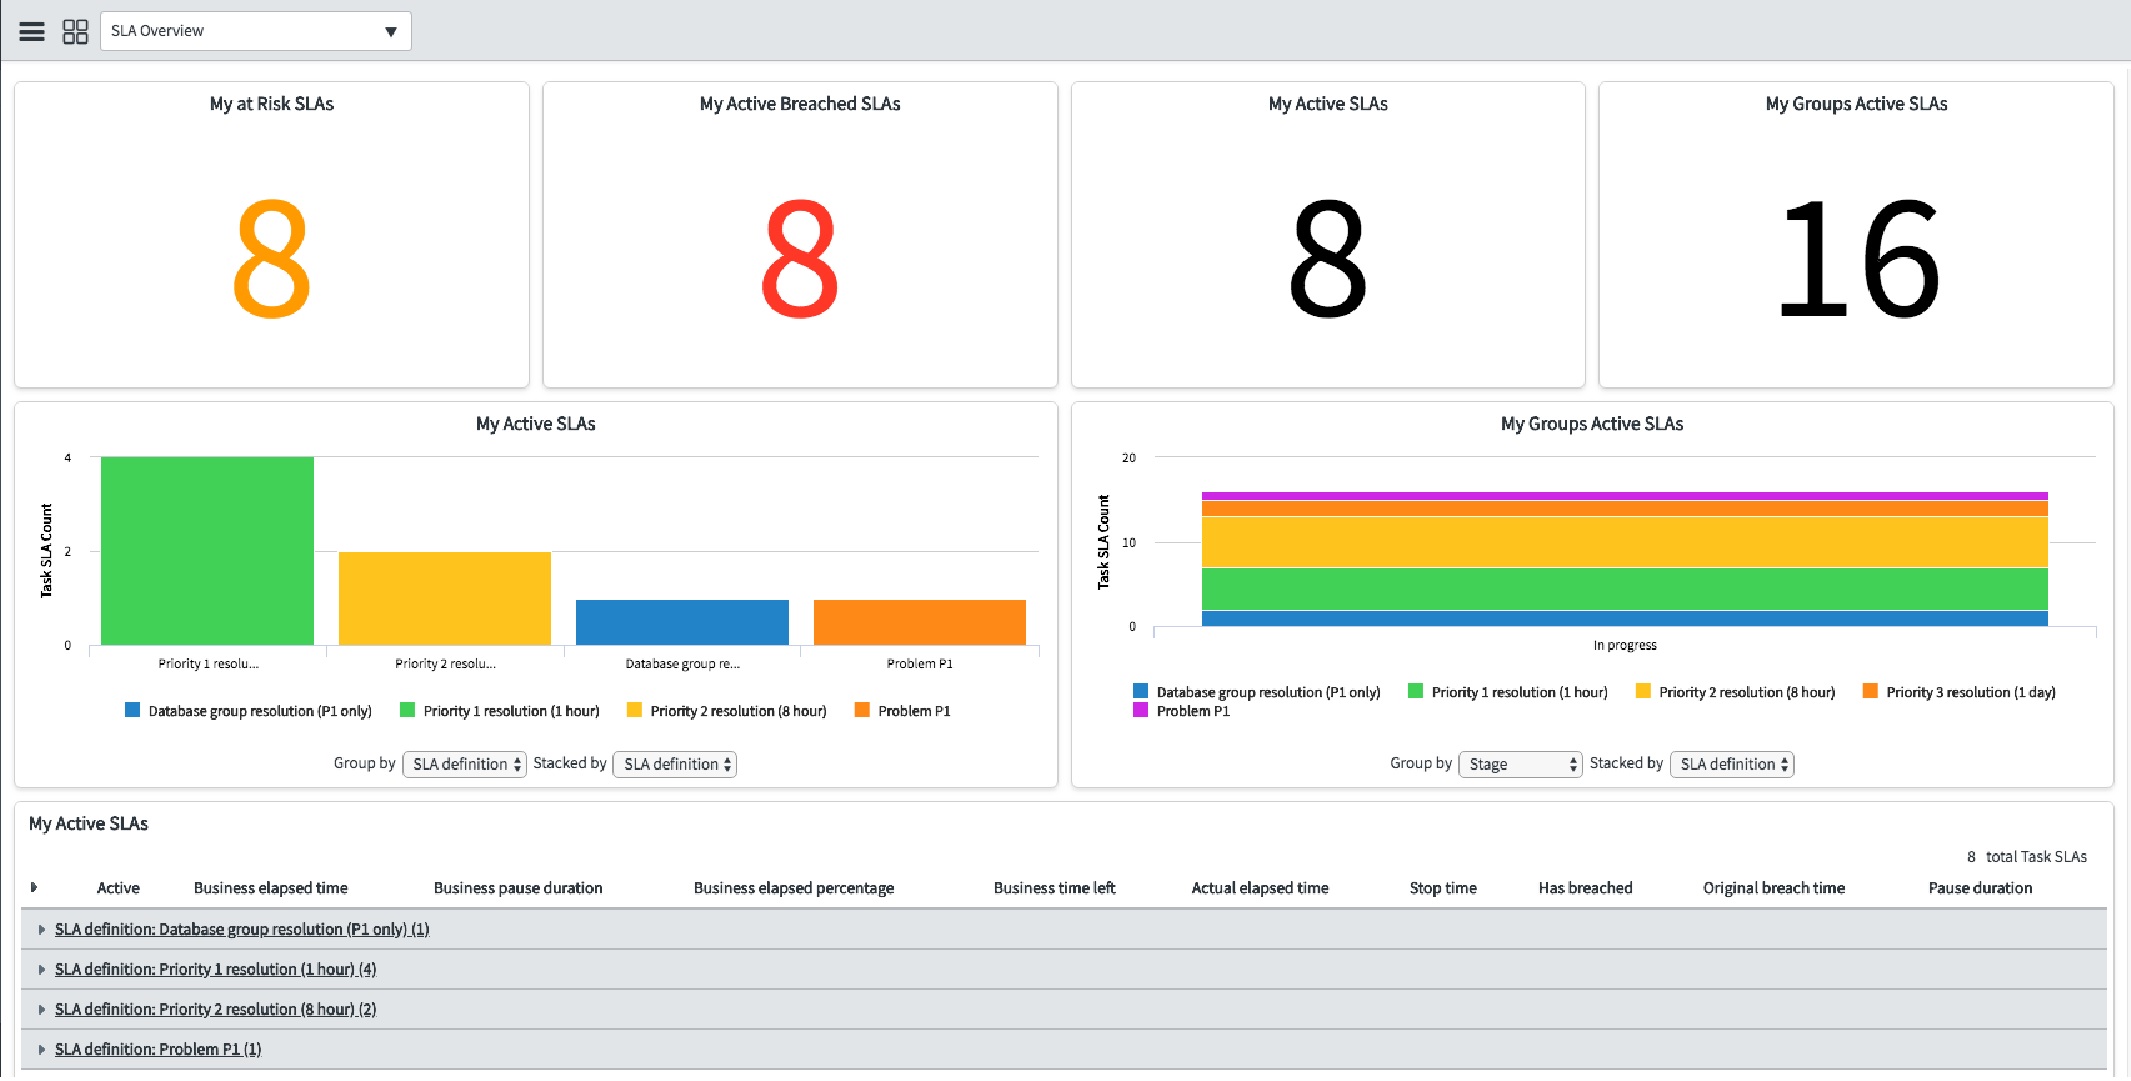 SLA Overview
My at Risk SLAs
8
My Active Breached SLAs
8
My Active SLAs
8
My Groups Active SLAs
16
My Active SLAs
Task SLA Count
4
2
0
Priority 1 resolu...
Priority 2 resolu...
Database group re...
Problem P1
Database group resolution (P1 only)
Priority 1 resolution (1 hour)
Priority 2 resolution (8 hour)
Problem P1
Group by SLA definition Stacked by SLA definition
My Groups Active SLAs
Task SLA Count
20
10
0
In progress
Database group resolution (P1 only)
Priority 1 resolution (1 hour)
Priority 2 resolution (8 hour)
Priority 3 resolution (1 day)
Problem P1
Group by Stage Stacked by SLA definition
My Active SLAs
8 total Task SLAs
Active Business elapsed time Business pause duration Business elapsed percentage Business time left Actual elapsed time Stop time Has breached Original breach time Pause duration
SLA definition: Database group resolution (P1 only) (1)
SLA definition: Priority 1 resolution (1 hour) (4)
SLA definition: Priority 2 resolution (8 hour) (2)
SLA definition: Problem P1 (1)